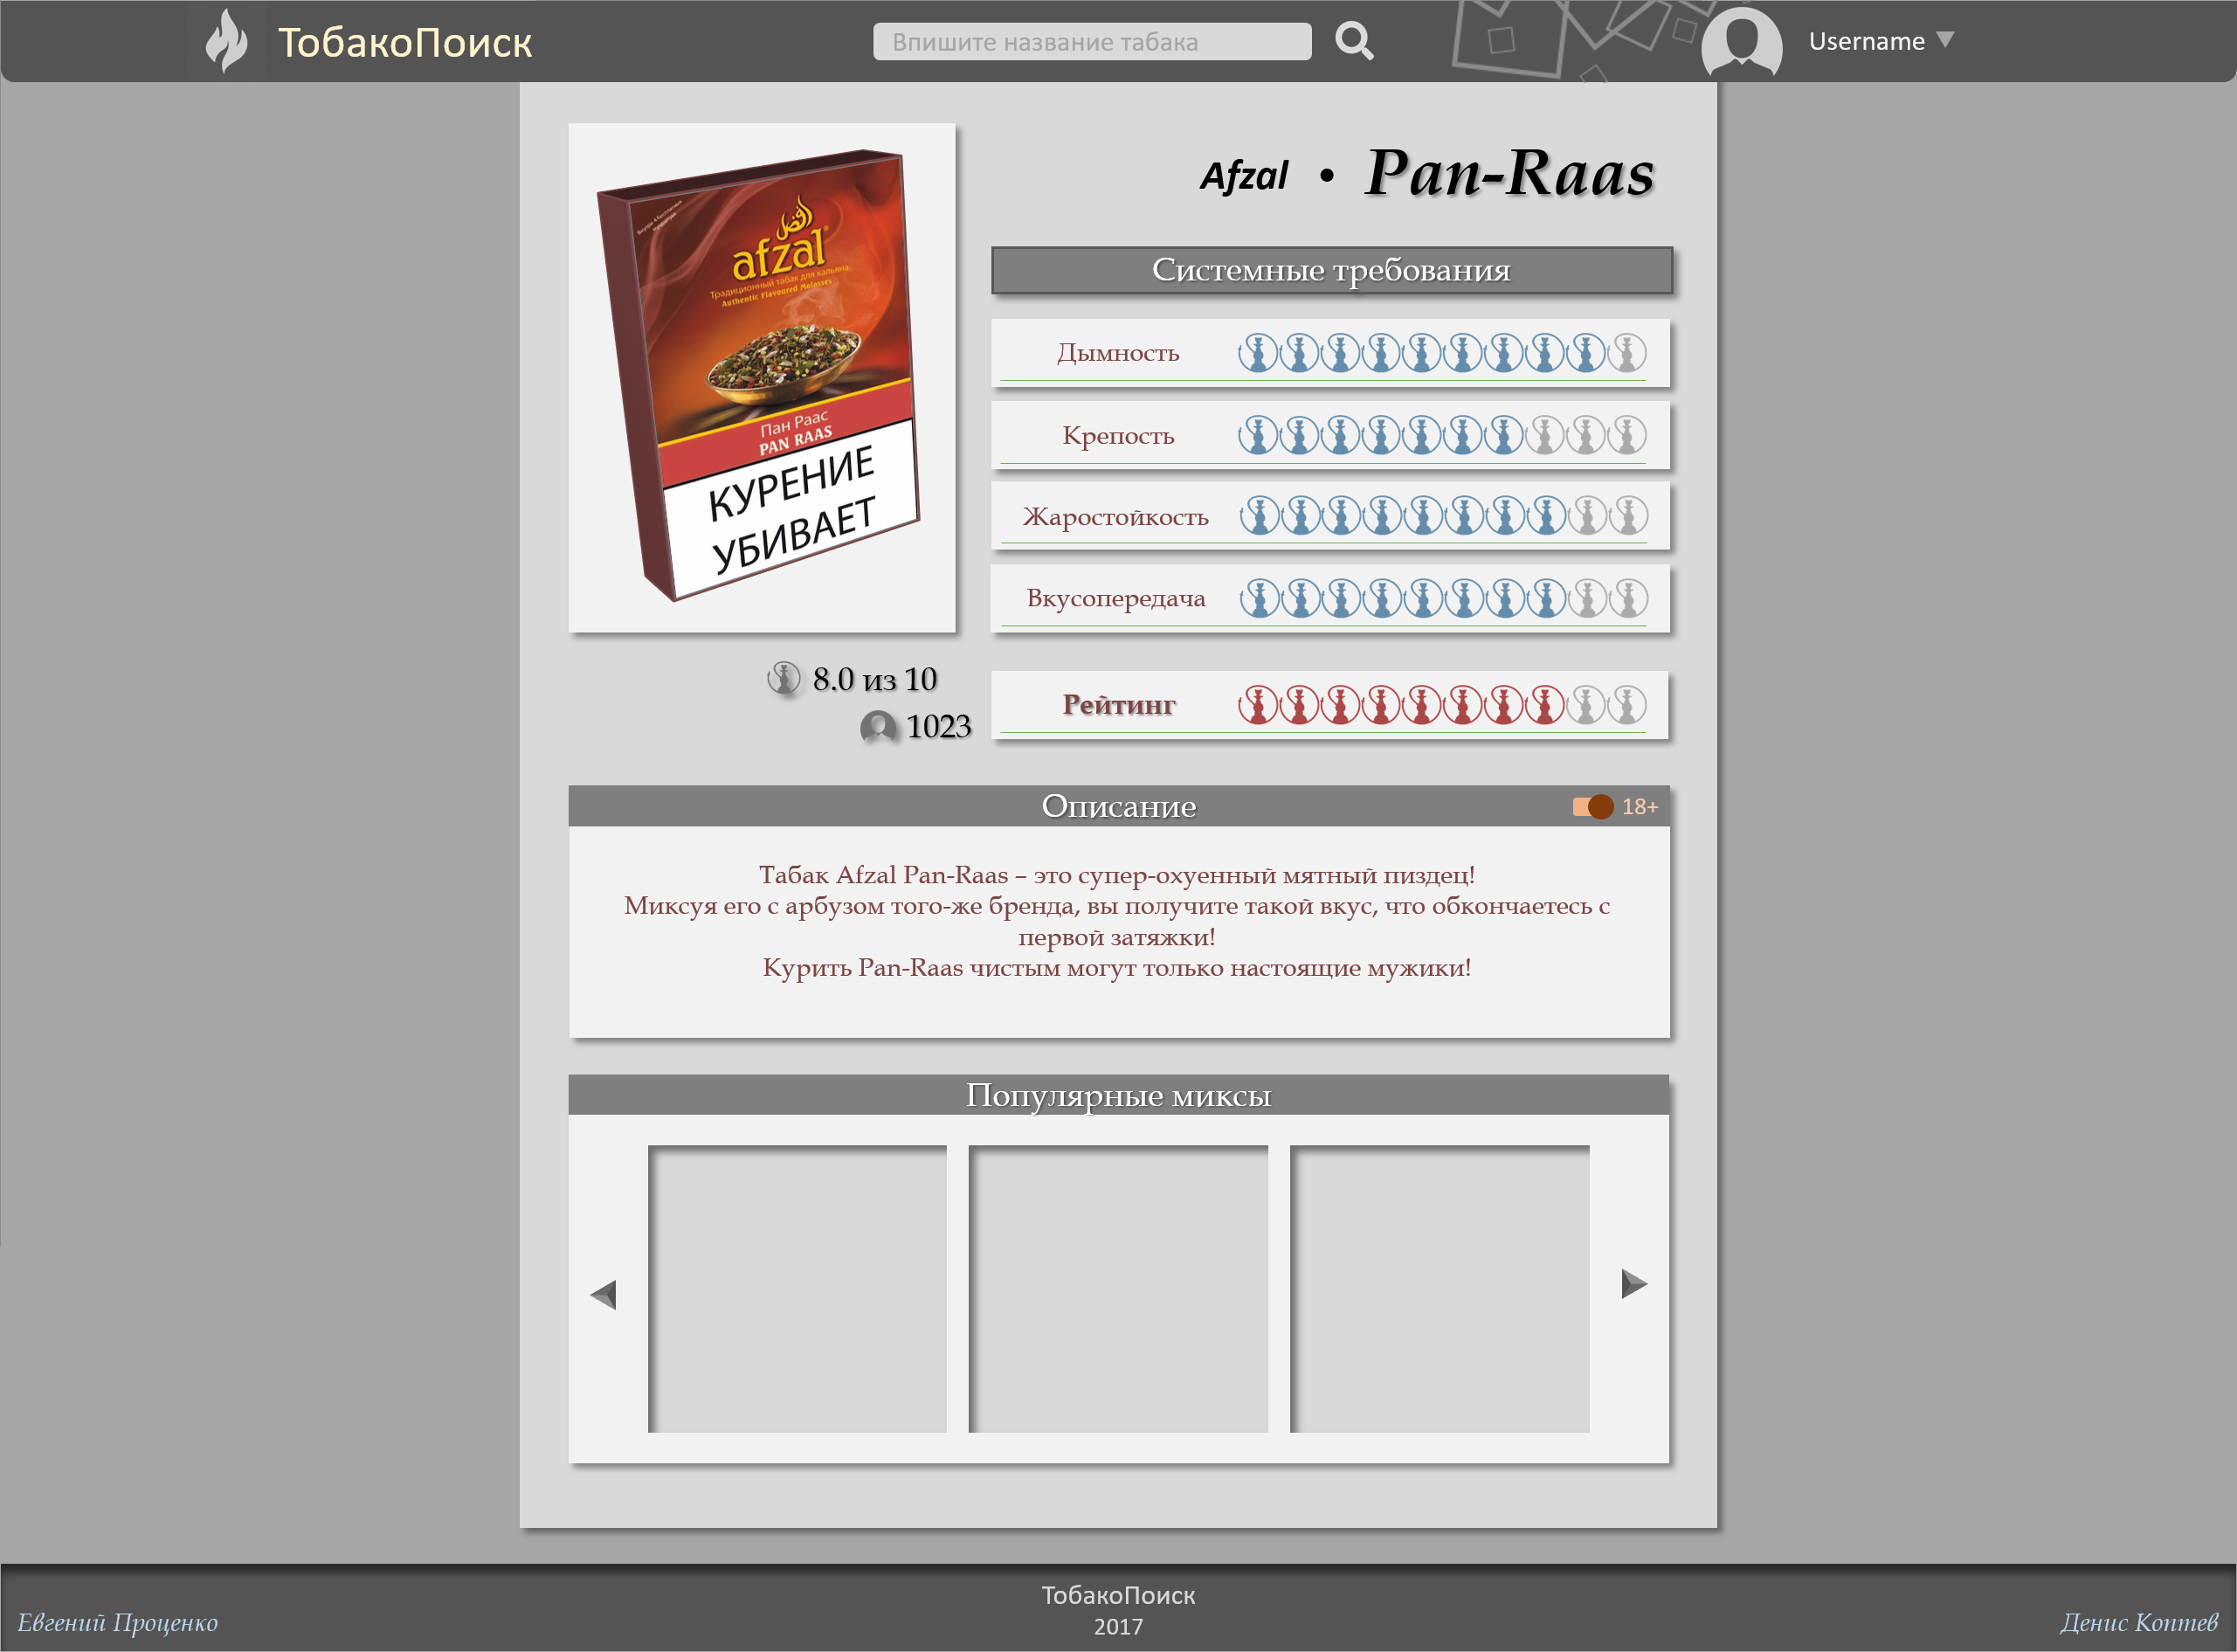 ТобакоПоиск
Впишите название табака
Username
Afzal • Pan-Raas
afzal
Традиционный табак для кальяна
Authentic Flavoured Molasses
Пан Раас
PAN RAAS
КУРЕНИЕ
УБИВАЕТ
Системные требования
Дымность
Крепость
Жаростойкость
Вкусопередача
8.0 из 10
1023
Рейтинг
Описание
18+
Табак Afzal Pan-Raas – это супер-охуенный мятный пиздец!
Миксуя его с арбузом того-же бренда, вы получите такой вкус, что обкончаетесь с
первой затяжки!
Курить Pan-Raas чистым могут только настоящие мужики!
Популярные миксы
ТобакоПоиск
2017
Евгений Проценко
Денис Коптев